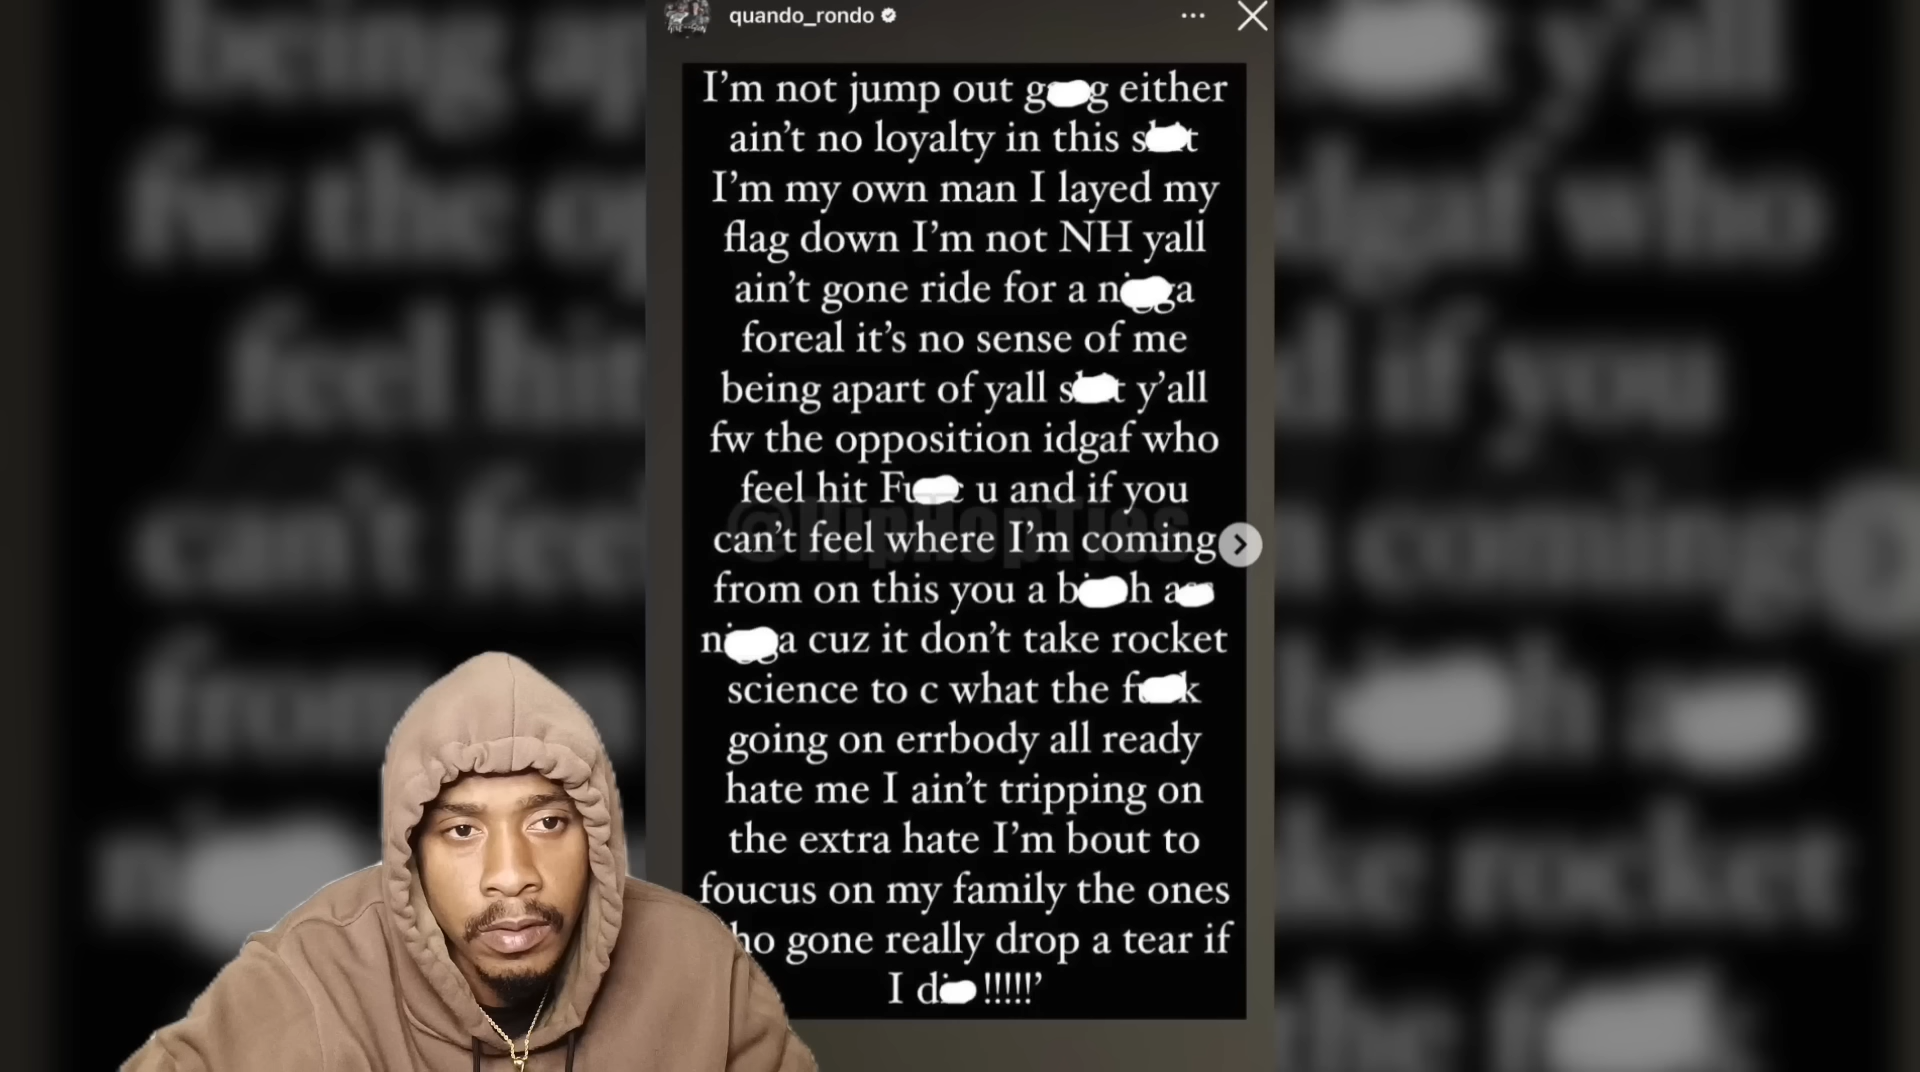 quando_rondo
I'm not jump out g g either
ain't no loyalty in this s t
I'm my own man I layed my
flag down I'm not NH yall
ain't gone ride for a ni ga
foreal it's no sense of me
being apart of yall s t y'all
fw the opposition idgaf who
feel hit Fu c u and if you
@HipHopTies
can't feel where I'm coming
from on this you a b h a
n a cuz it don't take rocket
science to c what the f k
going on errbody all ready
hate me I ain't tripping on
the extra hate I'm bout to
foucus on my family the ones
ho gone really drop a tear if
I d !!!!!'